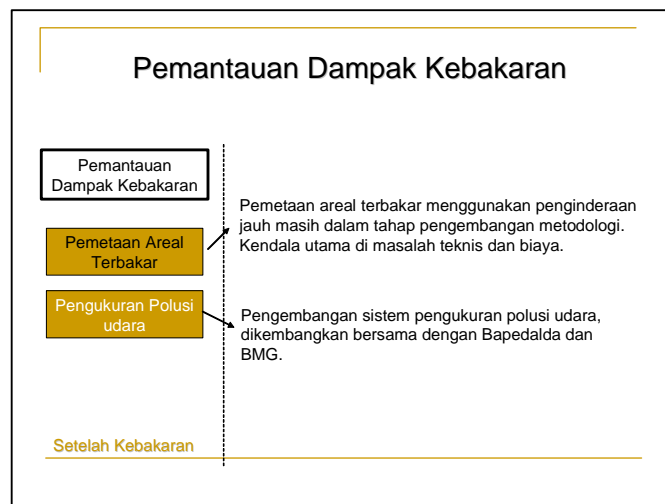 Pemantauan Dampak Kebakaran
Pemantauan
Dampak Kebakaran
Pemetaan areal terbakar menggunakan penginderaan
jauh masih dalam tahap pengembangan metodologi.
Kendala utama di masalah teknis dan biaya.
Pemetaan Areal
Terbakar
Pengukuran Polusi
udara
Pengembangan sistem pengukuran polusi udara,
dikembangkan bersama dengan Bapedalda dan
BMG.
Setelah Kebakaran